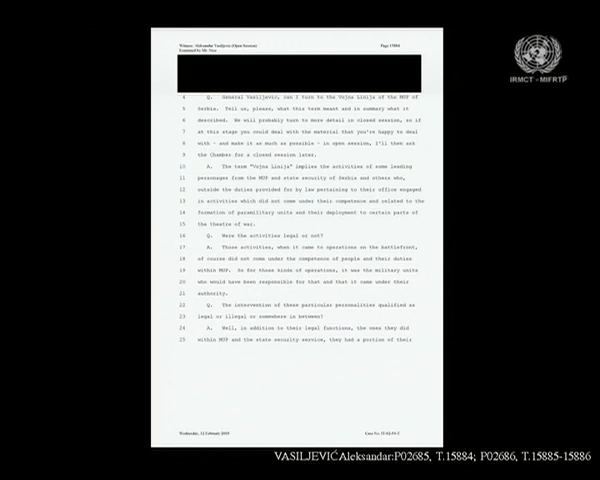 Witness: Aleksandar Vasiljevic (Open Session) Page 15884
Examined by Mr. Nice
4 Q. General Vasiljevic, can I turn to the Vojna Linija of the MUP of
5 Serbia. Tell us, please, what this term meant and in summary what it
6 described. We will probably turn to more detail in closed session, so if
7 at this stage you could deal with the material that you're happy to deal
8 with - and make it as much as possible - in open session, I'll then ask
9 the Chamber for a closed session later.
10 A. The term "Vojna Linija" implies the activities of some leading
11 personages from the MUP and state security of Serbia and others who,
12 outside the duties provided for by law pertaining to their office engaged
13 in activities which did not come under their competence and related to the
14 formation of paramilitary units and their deployment to certain parts of
15 the theatre of war.
16 Q. Were the activities legal or not?
17 A. Those activities, when it came to operations on the battlefront,
18 of course did not come under the competence of people and their duties
19 within MUP. So for those kinds of operations, it was the military units
20 who would have been responsible for that and that it came under their
21 authority.
22 Q. The intervention of these particular personalities qualified as
23 legal or illegal or somewhere in between?
24 A. Well, in addition to their legal functions, the ones they did
25 within MUP and the state security service, they had a portion of their
Wednesday, 12 February 2003 Case No. IT-02-54-T
IRMCT - MIFRTP
VASILJEVIĆAleksandar:P02685, T.15884; P02686, T.15885-15886